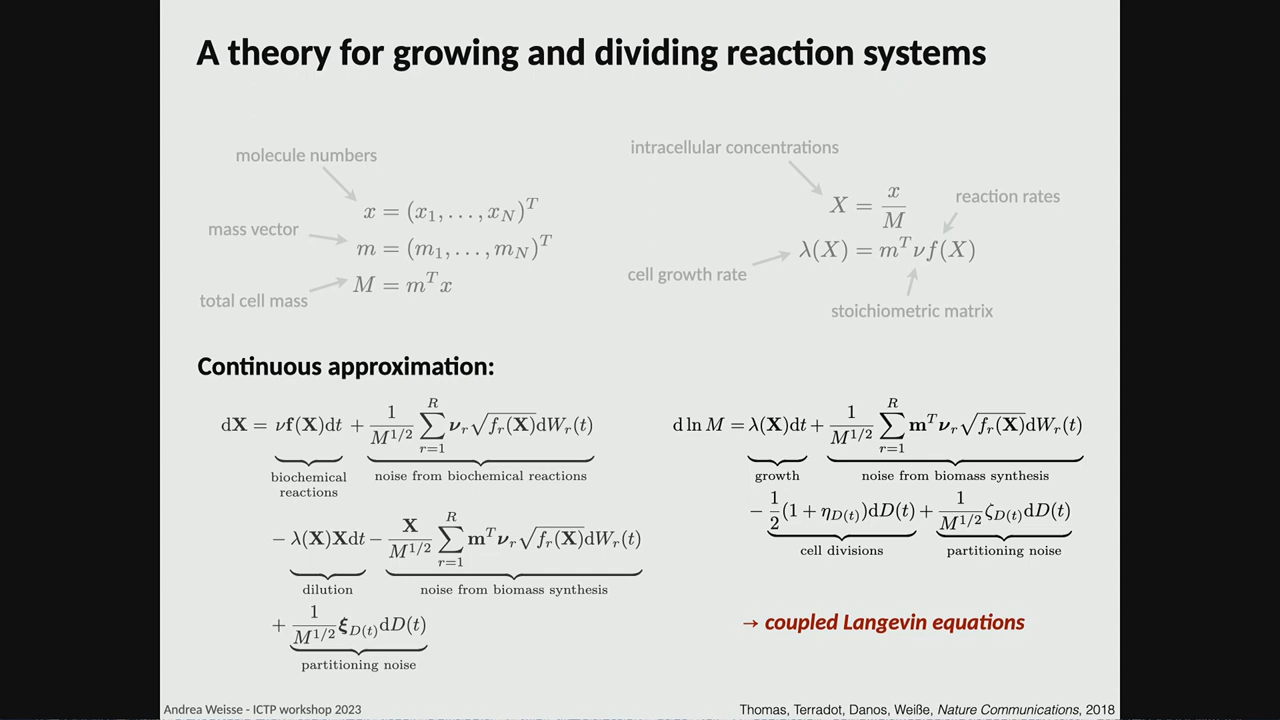 A theory for growing and dividing reaction systems
molecule numbers
x = (x_1, . . . , x_N)^T
mass vector
m = (m_1, . . . , m_N)^T
M = m^T x
total cell mass
intracellular concentrations
X = x/M
reaction rates
λ(X) = m^T νf(X)
cell growth rate
stoichiometric matrix
Continuous approximation:
dX = νf(X)dt + 1/M^{1/2} ∑_{r=1}^{R} ν_r √f_r(X) dW_r(t)
biochemical reactions
noise from biochemical reactions
− λ(X)Xdt − X/M^{1/2} ∑_{r=1}^{R} m^T ν_r √f_r(X) dW_r(t)
dilution
noise from biomass synthesis
+ 1/M^{1/2} ξ_{D(t)} dD(t)
partitioning noise
d ln M = λ(X)dt + 1/M^{1/2} ∑_{r=1}^{R} m^T ν_r √f_r(X) dW_r(t)
growth
noise from biomass synthesis
− 1/2 (1 + η_{D(t)})dD(t) + 1/M^{1/2} ζ_{D(t)} dD(t)
cell divisions
partitioning noise
→ coupled Langevin equations
Andrea Weisse - ICTP workshop 2023
Thomas, Terradot, Danos, Weiße, Nature Communications, 2018